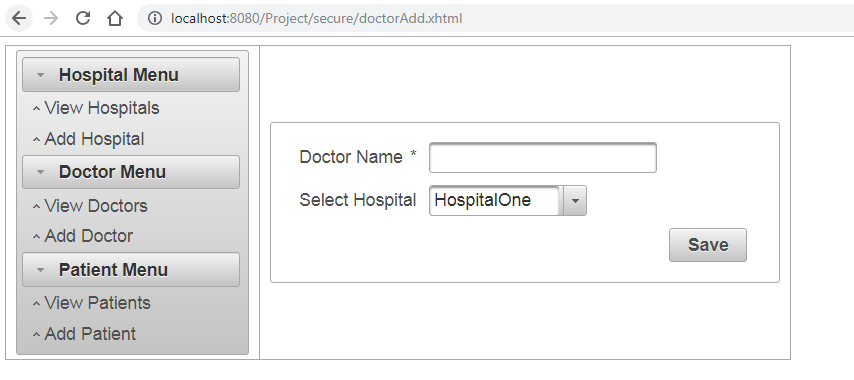 localhost:8080/Project/secure/doctorAdd.xhtml
Hospital Menu
View Hospitals
Add Hospital
Doctor Menu
View Doctors
Add Doctor
Patient Menu
View Patients
Add Patient
Doctor Name *
Select Hospital HospitalOne
Save